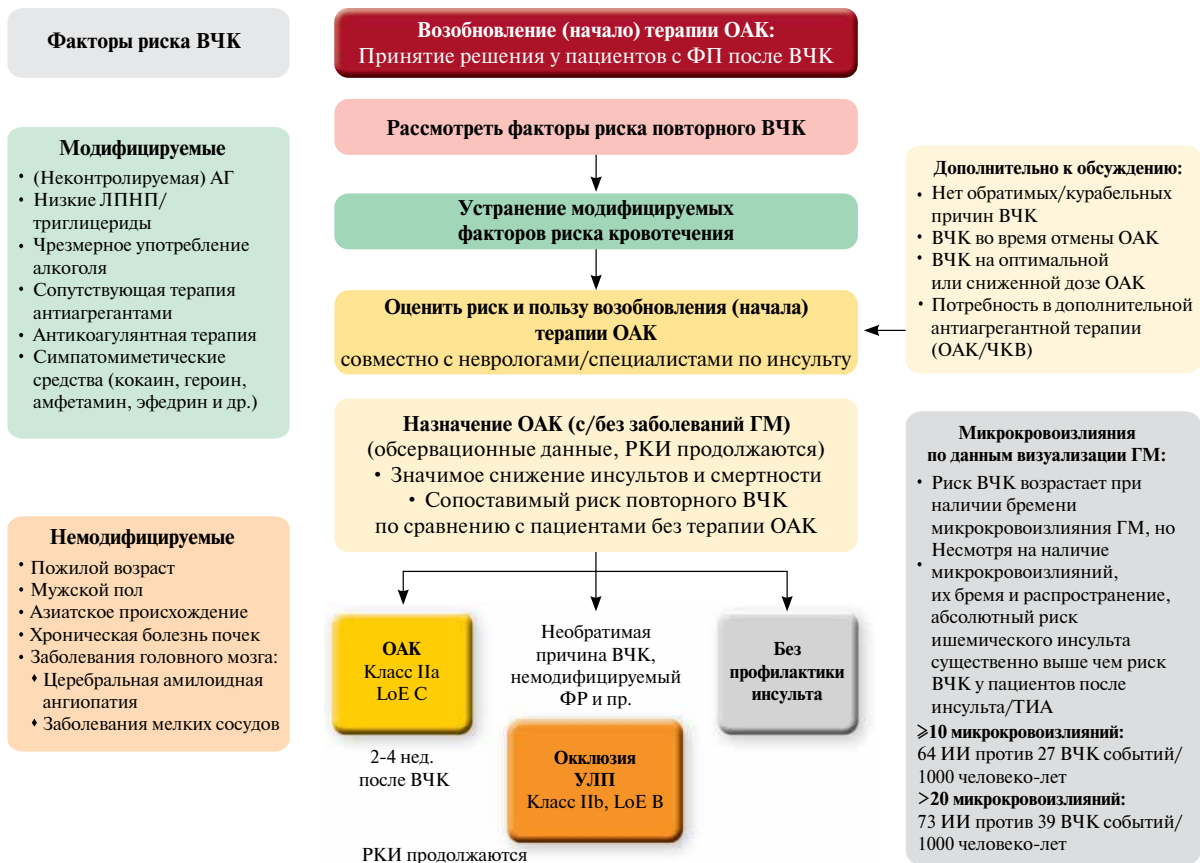 Факторы риска ВЧК
Возобновление (начало) терапии ОАК:
Принятие решения у пациентов с ФП после ВЧК
Рассмотреть факторы риска повторного ВЧК
Модифицируемые
• (Неконтролируемая) АГ
• Низкие ЛПНП/
триглицериды
• Чрезмерное употребление
алкоголя
• Сопутствующая терапия
антиагрегантами
• Антикоагулянтная терапия
• Симпатомиметические
средства (кокаин, героин,
амфетамин, эфедрин и др.)
Устранение модифицируемых
факторов риска кровотечения
Дополнительно к обсуждению:
• Нет обратимых/курабельных
причин ВЧК
• ВЧК во время отмены ОАК
• ВЧК на оптимальной
или сниженной дозе ОАК
• Потребность в дополнительной
антиагрегантной терапии
(ОАК/ЧКВ)
Оценить риск и пользу возобновления (начала)
терапии ОАК
совместно с неврологами/специалистами по инсульту
Назначение ОАК (с/без заболеваний ГМ)
(обсервационные данные, РКИ продолжаются)
• Значимое снижение инсультов и смертности
• Сопоставимый риск повторного ВЧК
по сравнению с пациентами без терапии ОАК
Немодифицируемые
• Пожилой возраст
• Мужской пол
• Азиатское происхождение
• Хроническая болезнь почек
• Заболевания головного мозга:
♦ Церебральная амилоидная
ангиопатия
♦ Заболевания мелких сосудов
ОАК
Класс IIa
LoE C
2-4 нед.
после ВЧК
Необратимая
причина ВЧК,
немодифицируемый
ФР и пр.
Окклюзия
УЛП
Класс IIb, LoE B
Без
профилактики
инсульта
РКИ продолжаются
Микрокровоизлияния
по данным визуализации ГМ:
• Риск ВЧК возрастает при
наличии бремени
микрокровоизлияния ГМ, но
Несмотря на наличие
• микрокровоизлияний,
их бремя и распространение,
абсолютный риск
ишемического инсульта
существенно выше чем риск
ВЧК у пациентов после
инсульта/ТИА
⩾10 микрокровоизлияний:
64 ИИ против 27 ВЧК событий/
1000 человеко-лет
>20 микрокровоизлияний:
73 ИИ против 39 ВЧК событий/
1000 человеко-лет